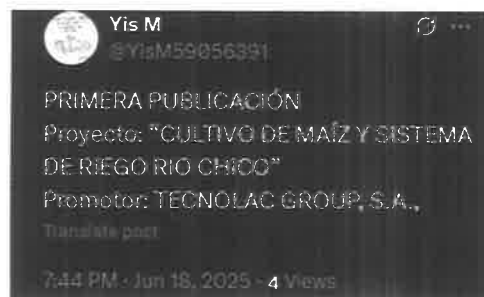 Yis M
@YisM59056391
PRIMERA PUBLICACIÓN
Proyecto: “CULTIVO DE MAÍZ Y SISTEMA
DE RIEGO RIO CHICO”
Promotor: TECNOLAC GROUP, S.A.,
Translate post
7:44 PM · Jun 18, 2025 · 4 Views